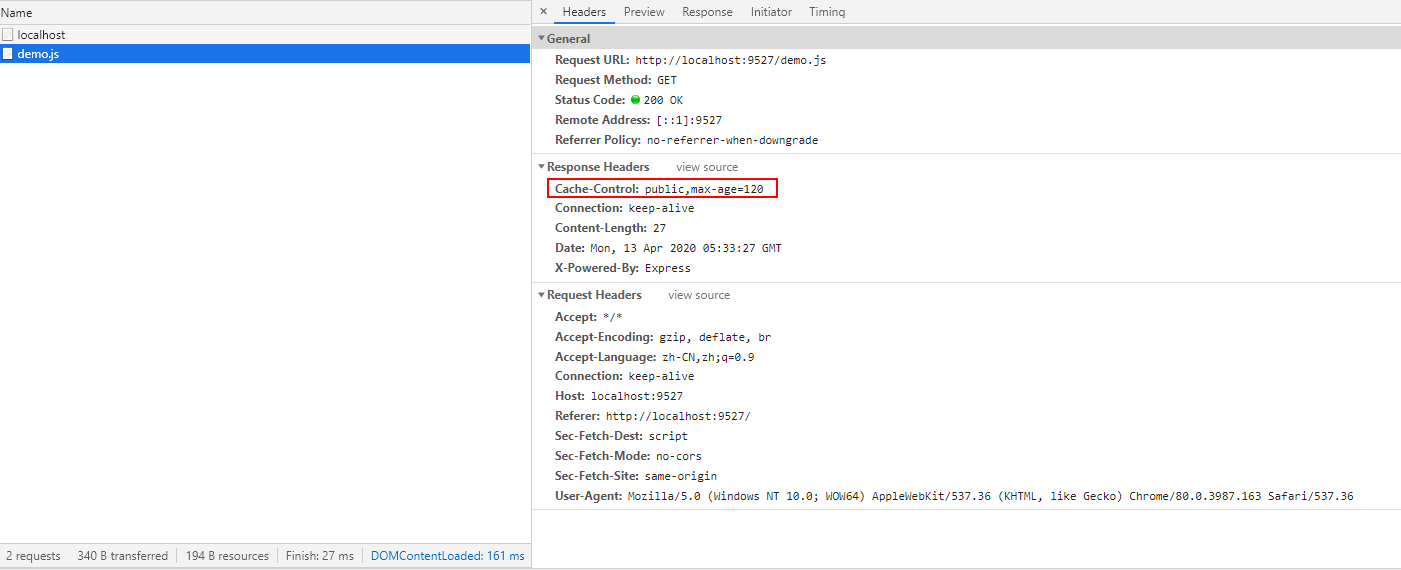 Name
localhost
demo.js
2 requests 340 B transferred 194 B resources Finish: 27 ms DOMContentLoaded: 161 ms
× Headers Preview Response Initiator Timing
General
Request URL: http://localhost:9527/demo.js
Request Method: GET
Status Code: 200 OK
Remote Address: [::1]:9527
Referrer Policy: no-referrer-when-downgrade
Response Headers view source
Cache-Control: public,max-age=120
Connection: keep-alive
Content-Length: 27
Date: Mon, 13 Apr 2020 05:33:27 GMT
X-Powered-By: Express
Request Headers view source
Accept: */*
Accept-Encoding: gzip, deflate, br
Accept-Language: zh-CN,zh;q=0.9
Connection: keep-alive
Host: localhost:9527
Referer: http://localhost:9527/
Sec-Fetch-Dest: script
Sec-Fetch-Mode: no-cors
Sec-Fetch-Site: same-origin
User-Agent: Mozilla/5.0 (Windows NT 10.0; WOW64) AppleWebKit/537.36 (KHTML, like Gecko) Chrome/80.0.3987.163 Safari/537.36